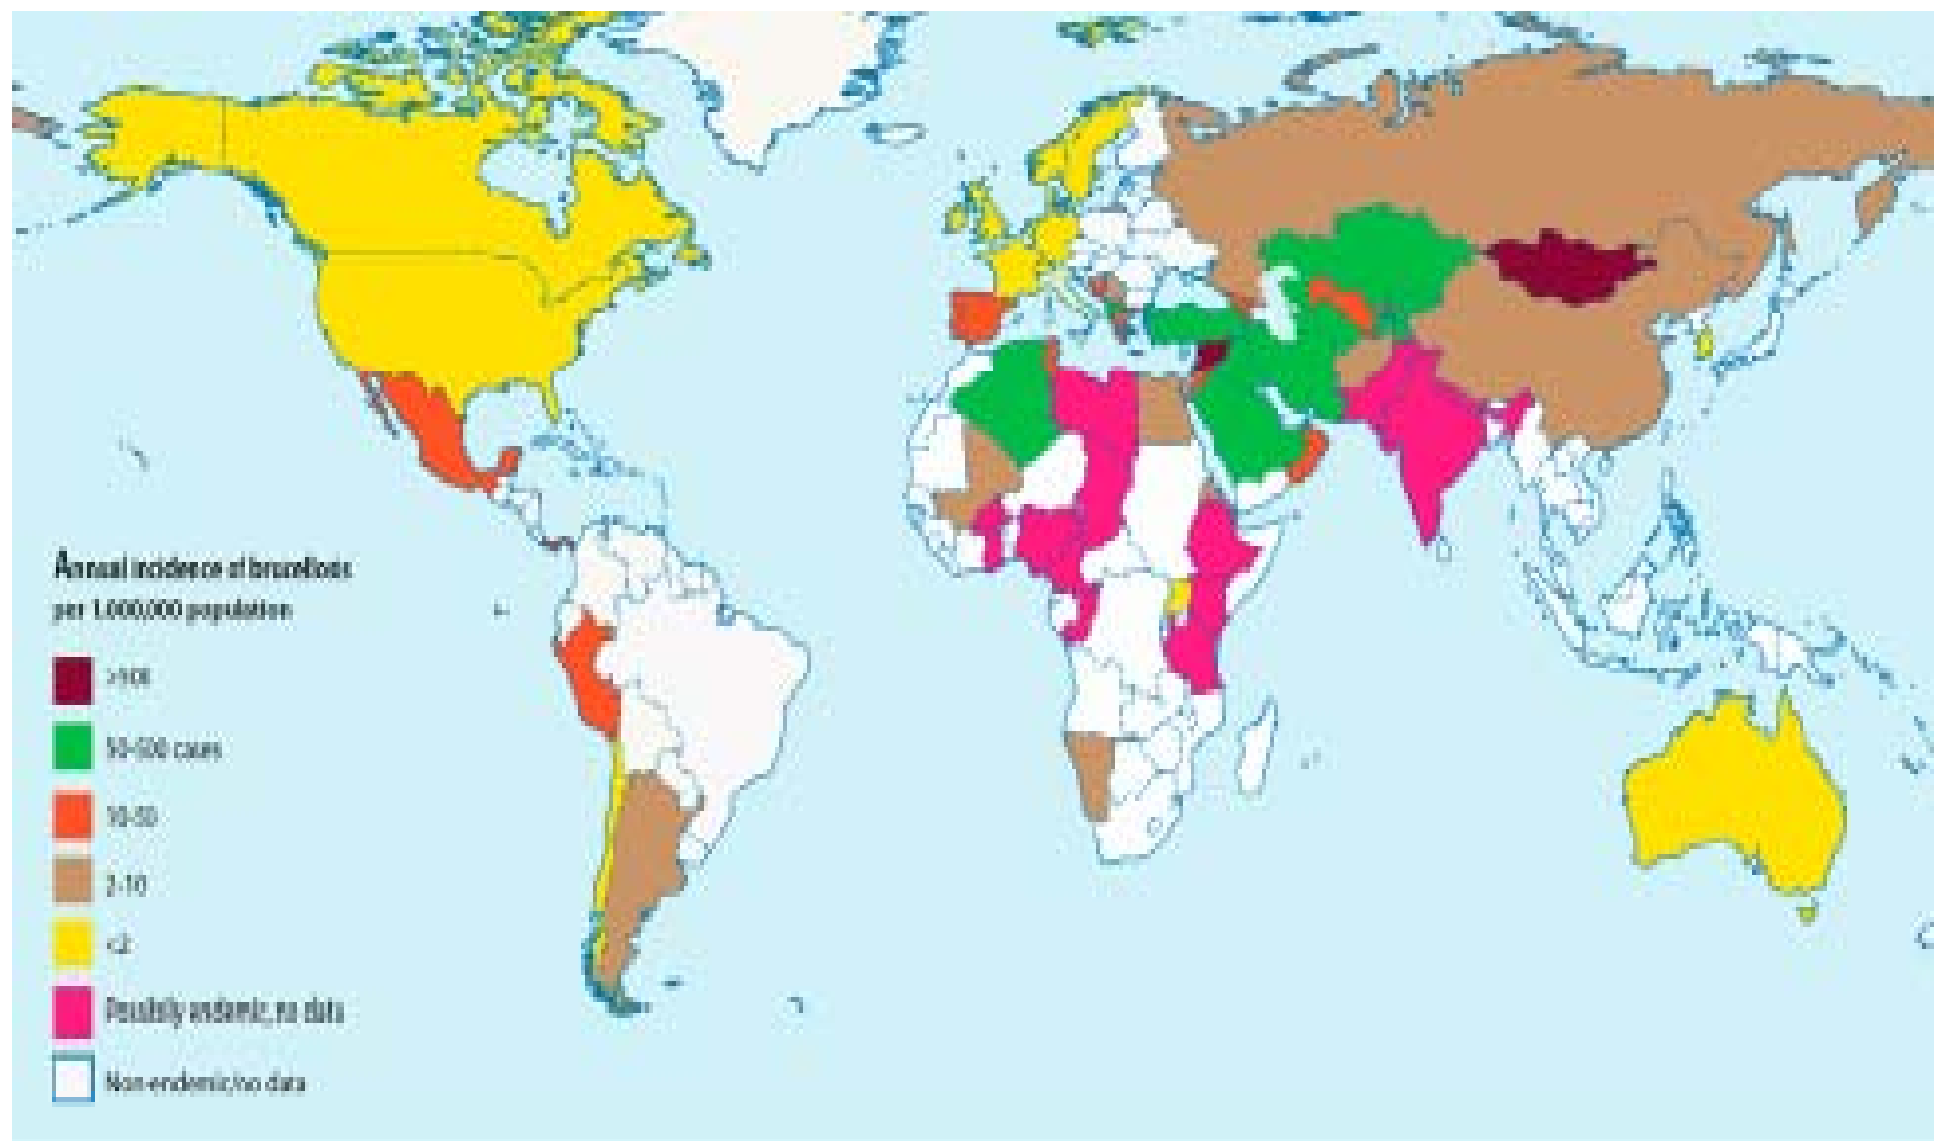 Annual incidence of brucellosis
per 1.000,000 population
50-500 cases
10-50
2-10
<2
Possibily endemic, no data
Non-endemic/no data